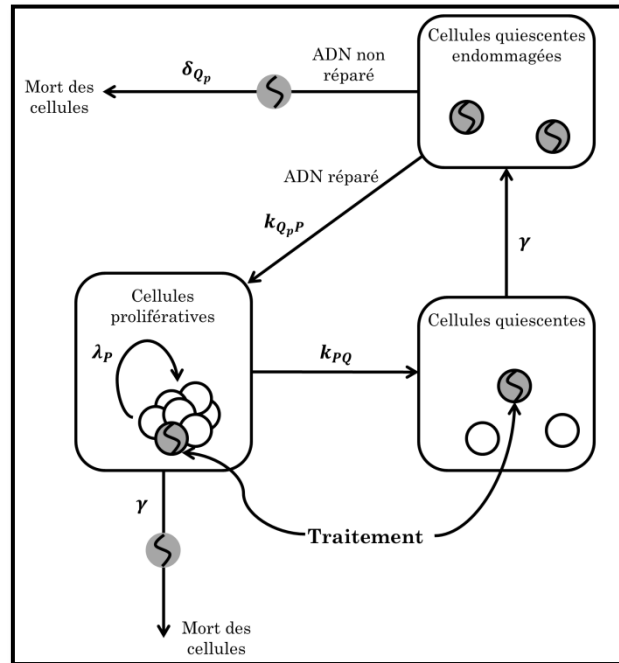 Cellules quiescentes
endommagées
ADN non
réparé
δ_{Q_p}
Mort des
cellules
ADN réparé
k_{Q_pP}
γ
Cellules
prolifératives
λ_P
k_{PQ}
Cellules quiescentes
γ
Traitement
Mort des
cellules